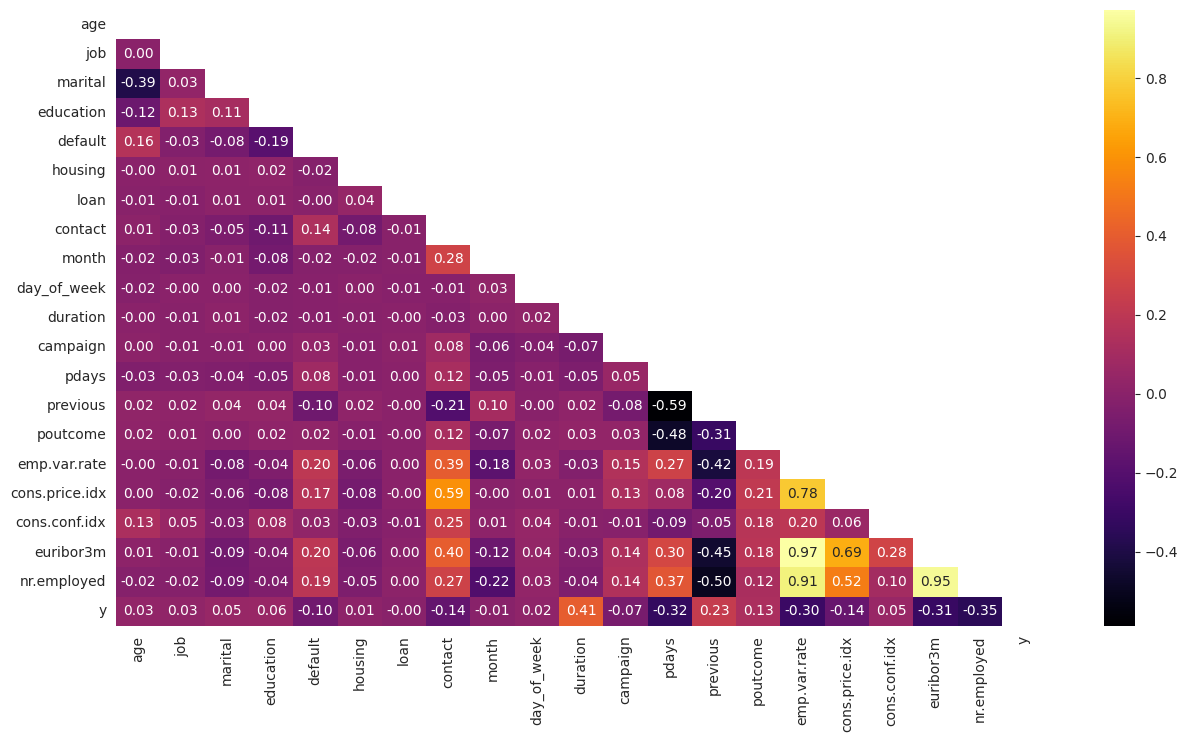 age
job 0.00
marital -0.39 0.03
education -0.12 0.13 0.11
default 0.16 -0.03 -0.08 -0.19
housing -0.00 0.01 0.01 0.02 -0.02
loan -0.01 -0.01 0.01 0.01 -0.00 0.04
contact 0.01 -0.03 -0.05 -0.11 0.14 -0.08 -0.01
month -0.02 -0.03 -0.01 -0.08 -0.02 -0.02 -0.01 0.28
day_of_week -0.02 -0.00 0.00 -0.02 -0.01 0.00 -0.01 -0.01 0.03
duration -0.00 -0.01 0.01 -0.02 -0.01 -0.01 -0.00 -0.03 0.00 0.02
campaign 0.00 -0.01 -0.01 0.00 0.03 -0.01 0.01 0.08 -0.06 -0.04 -0.07
pdays -0.03 -0.03 -0.04 -0.05 0.08 -0.01 0.00 0.12 -0.05 -0.01 -0.05 0.05
previous 0.02 0.02 0.04 0.04 -0.10 0.02 -0.00 -0.21 0.10 -0.00 0.02 -0.08 -0.59
poutcome 0.02 0.01 0.00 0.02 0.02 -0.01 -0.00 0.12 -0.07 0.02 0.03 0.03 -0.48 -0.31
emp.var.rate -0.00 -0.01 -0.08 -0.04 0.20 -0.06 0.00 0.39 -0.18 0.03 -0.03 0.15 0.27 -0.42 0.19
cons.price.idx 0.00 -0.02 -0.06 -0.08 0.17 -0.08 -0.00 0.59 -0.00 0.01 0.01 0.13 0.08 -0.20 0.21 0.78
cons.conf.idx 0.13 0.05 -0.03 0.08 0.03 -0.03 -0.01 0.25 0.01 0.04 -0.01 -0.01 -0.09 -0.05 0.18 0.20 0.06
euribor3m 0.01 -0.01 -0.09 -0.04 0.20 -0.06 0.00 0.40 -0.12 0.04 -0.03 0.14 0.30 -0.45 0.18 0.97 0.69 0.28
nr.employed -0.02 -0.02 -0.09 -0.04 0.19 -0.05 0.00 0.27 -0.22 0.03 -0.04 0.14 0.37 -0.50 0.12 0.91 0.52 0.10 0.95
y 0.03 0.03 0.05 0.06 -0.10 0.01 -0.00 -0.14 -0.01 0.02 0.41 -0.07 -0.32 0.23 0.13 -0.30 -0.14 0.05 -0.31 -0.35
age job marital education default housing loan contact month day_of_week duration campaign pdays previous poutcome emp.var.rate cons.price.idx cons.conf.idx euribor3m nr.employed y
0.8
0.6
0.4
0.2
0.0
−0.2
−0.4